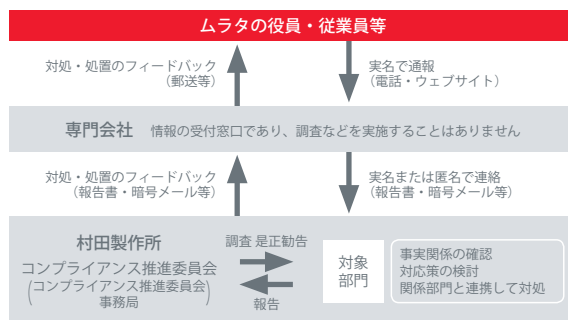 ムラタの役員・従業員等
対処・処置のフィードバック
（郵送等）
実名で通報
（電話・ウェブサイト）
専門会社 情報の受付窓口であり、調査などを実施することはありません
対処・処置のフィードバック
（報告書・暗号メール等）
実名または匿名で連絡
（報告書・暗号メール等）
村田製作所
コンプライアンス推進委員会
(コンプライアンス推進委員会
事務局)
調査 是正勧告
報告
対象
部門
事実関係の確認
対応策の検討
関係部門と連携して対処